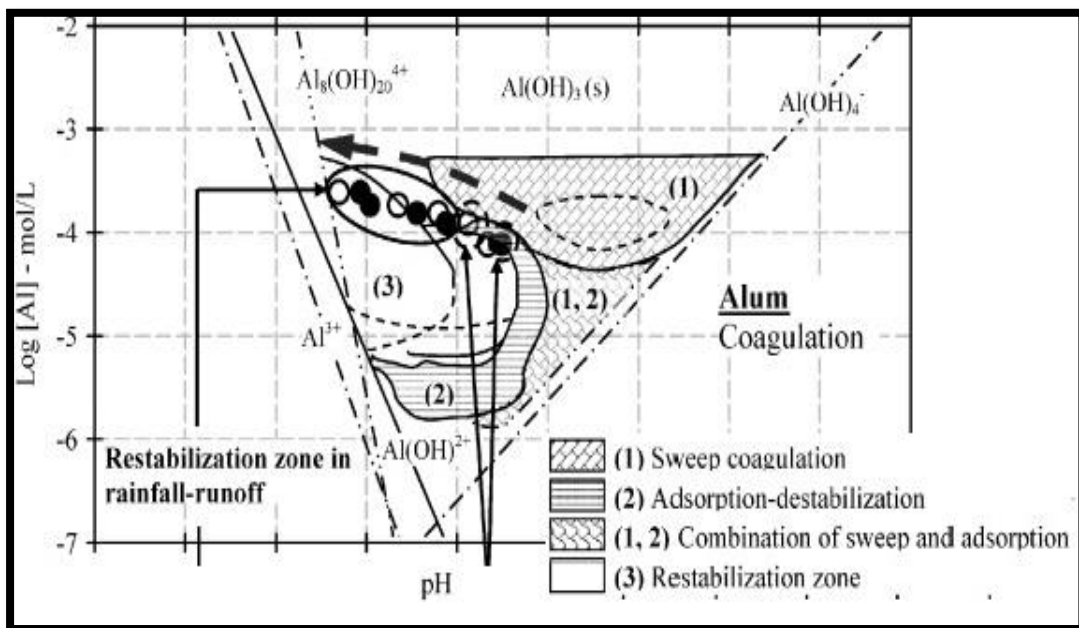 -2
Al₈(OH)₂₀⁴⁺
Al(OH)₃ (s)
Al(OH)₄⁻
-3
(1)
-4
(3)
(1, 2)
Alum
Coagulation
Log [Al] - mol/L
-5
Al³⁺
(2)
-6
Al(OH)²⁺
Restabilization zone in
rainfall-runoff
(1) Sweep coagulation
(2) Adsorption-destabilization
(1, 2) Combination of sweep and adsorption
(3) Restabilization zone
-7
pH